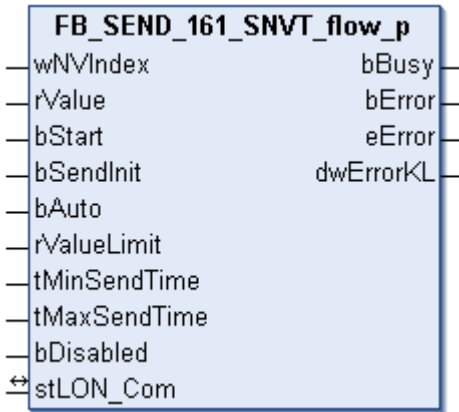 FB_SEND_161_SNVT_flow_p
wNVIndex bBusy
rValue bError
bStart eError
bSendInit dwErrorKL
bAuto
rValueLimit
tMinSendTime
tMaxSendTime
bDisabled
stLON_Com